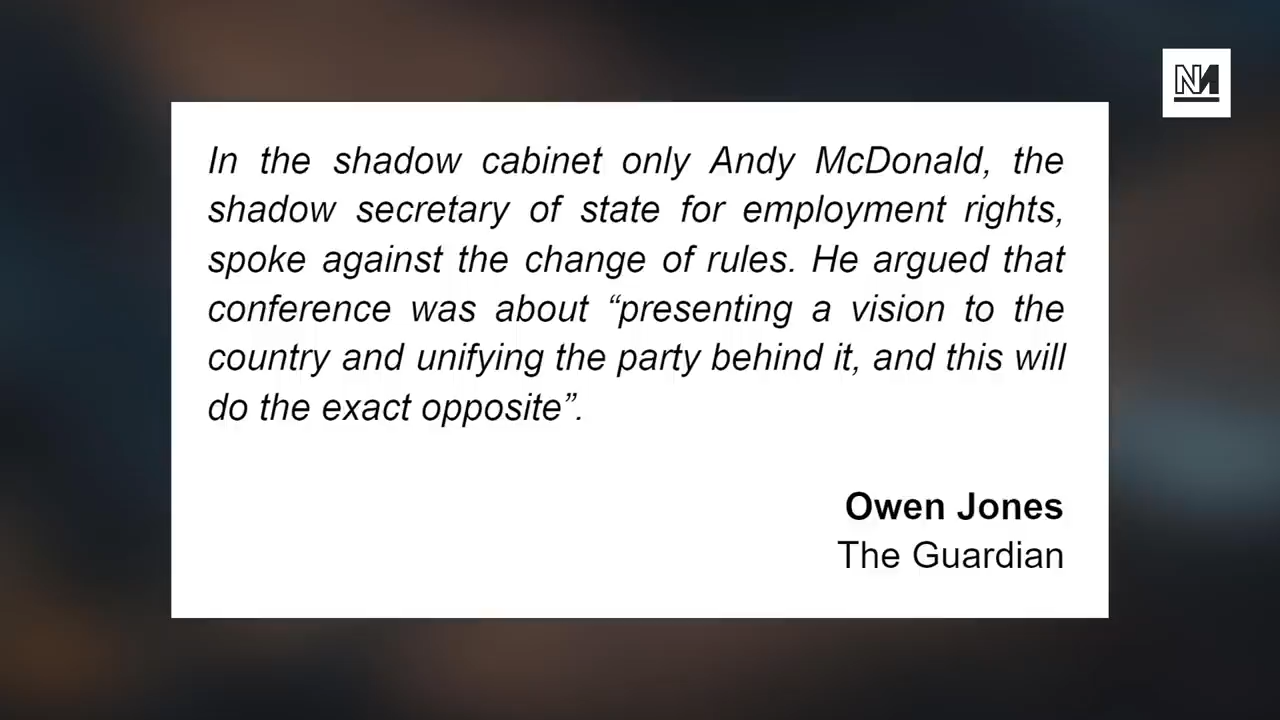 NM
In the shadow cabinet only Andy McDonald, the
shadow secretary of state for employment rights,
spoke against the change of rules. He argued that
conference was about “presenting a vision to the
country and unifying the party behind it, and this will
do the exact opposite”.
Owen Jones
The Guardian